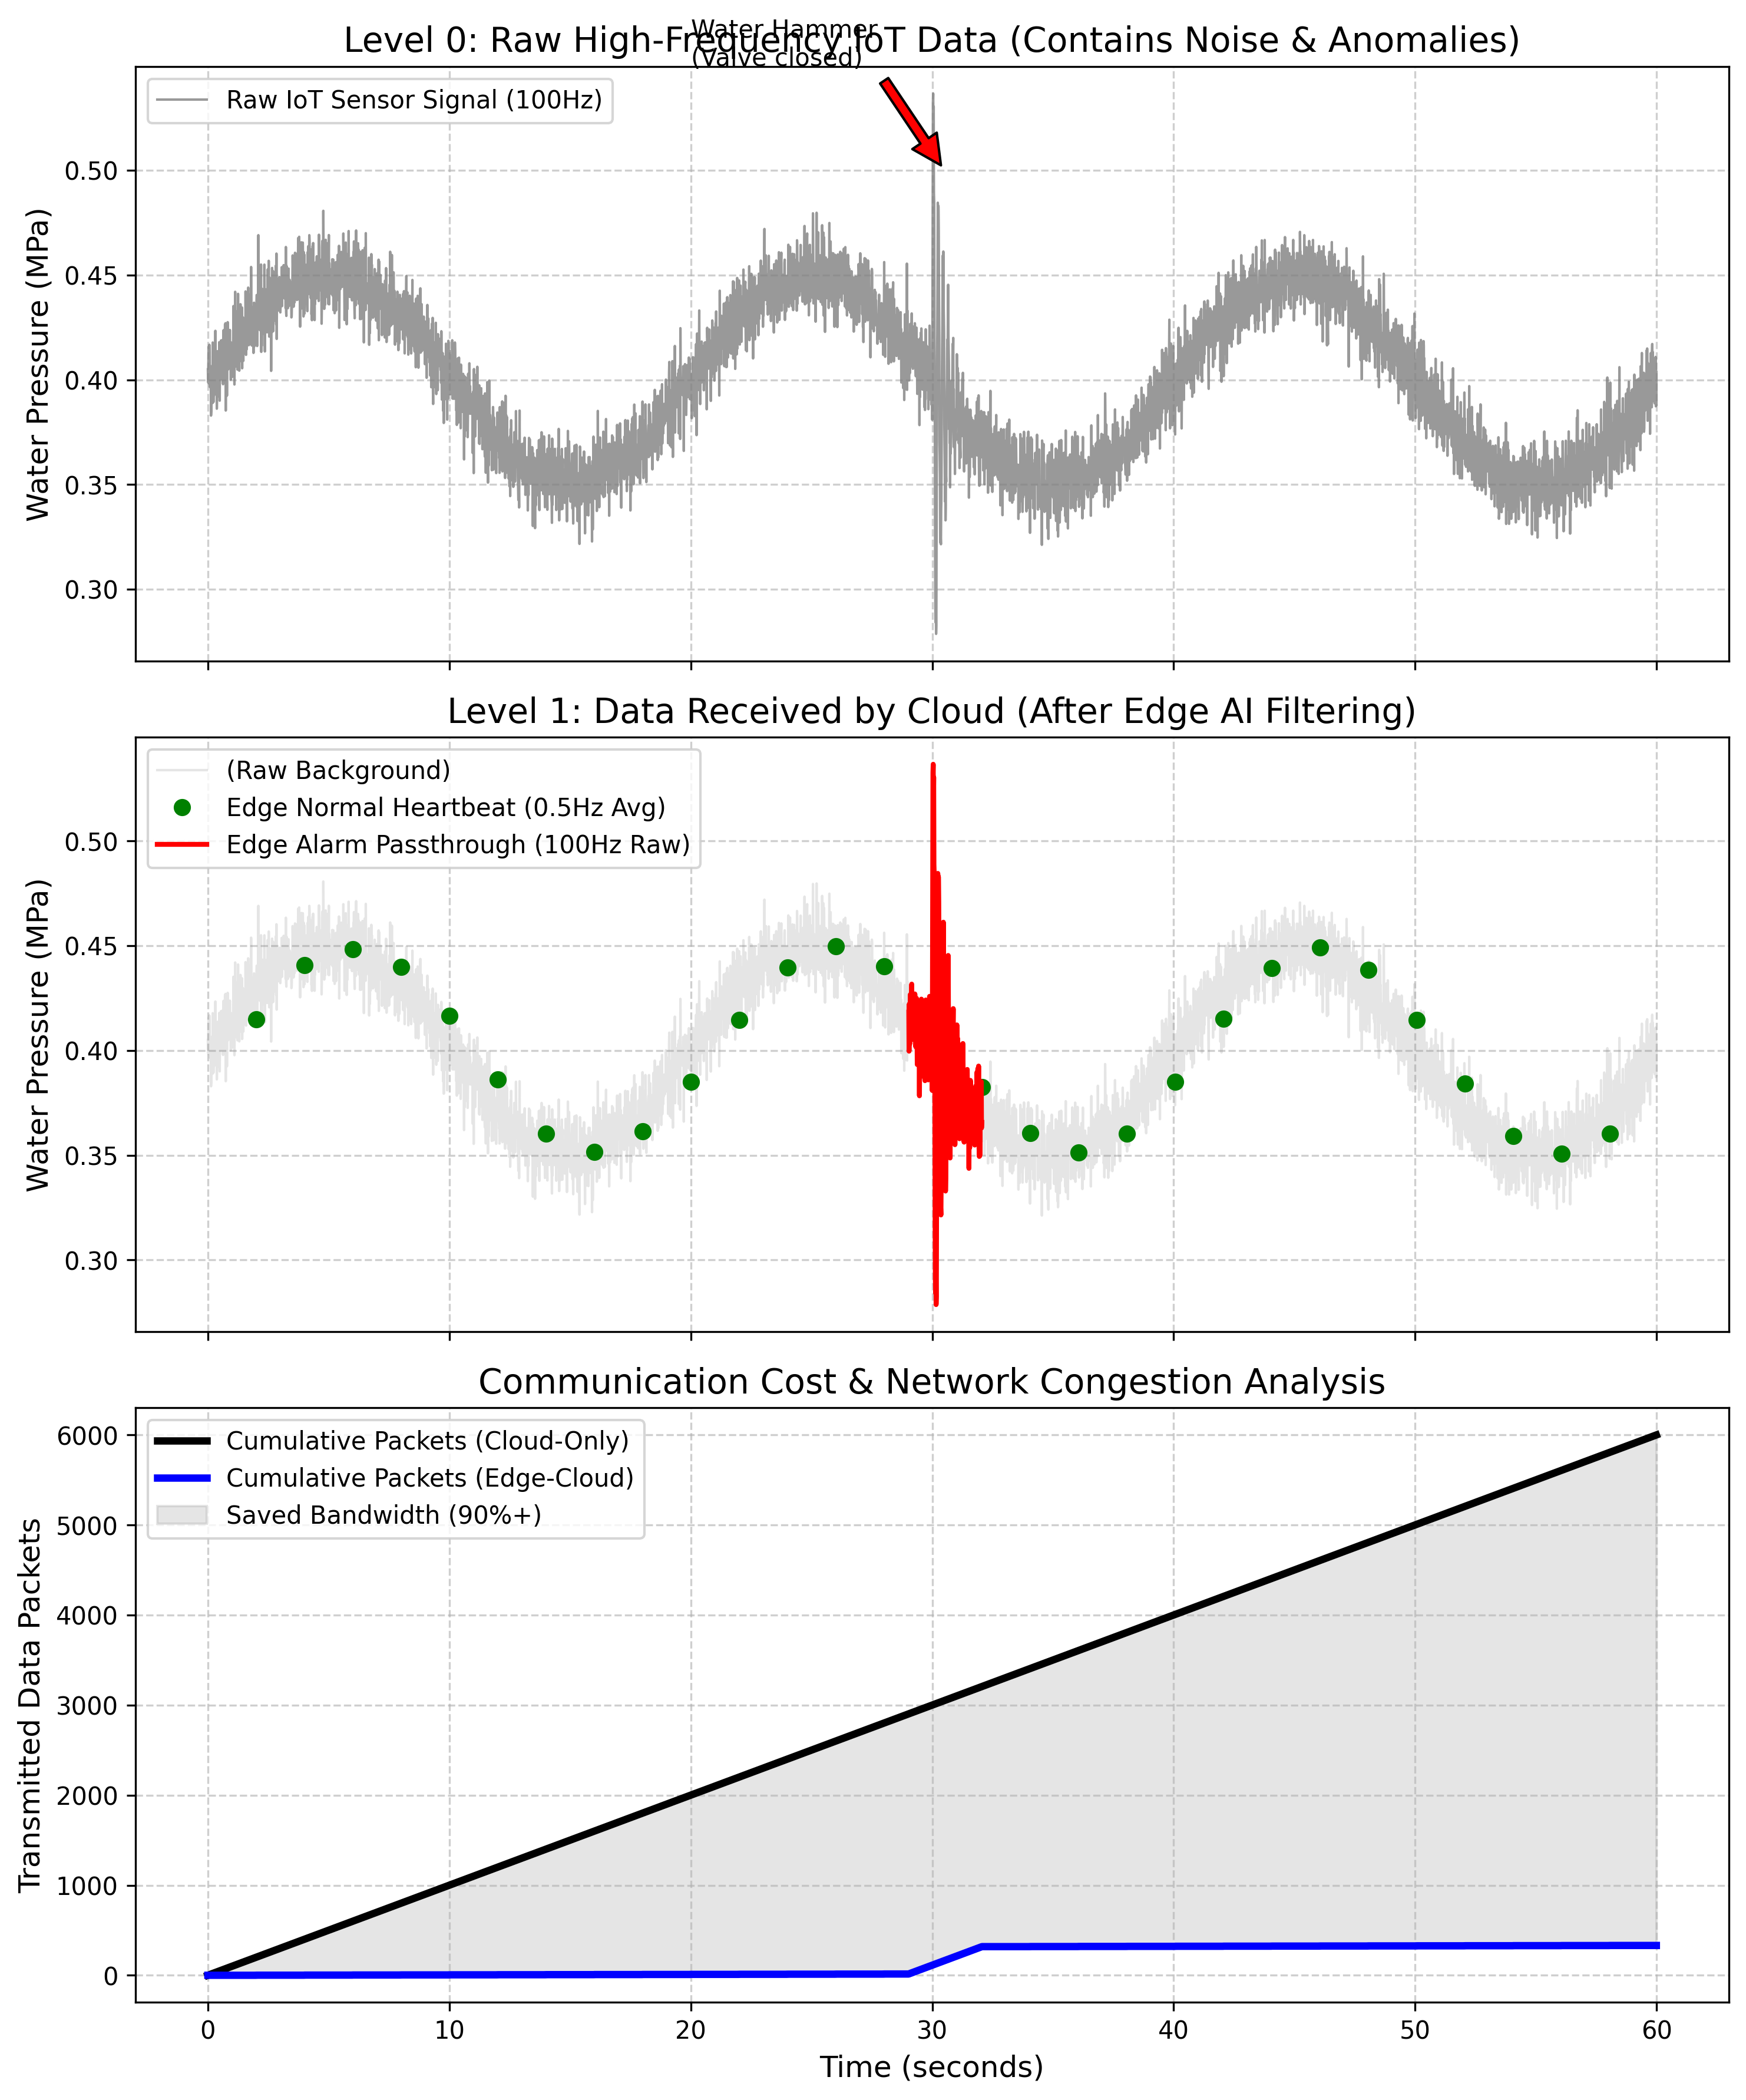 Water Hammer
(Valve closed)
Level 0: Raw High-Frequency IoT Data (Contains Noise & Anomalies)
Raw IoT Sensor Signal (100Hz)
Water Pressure (MPa)
0.50
0.45
0.40
0.35
0.30
Level 1: Data Received by Cloud (After Edge AI Filtering)
(Raw Background)
Edge Normal Heartbeat (0.5Hz Avg)
Edge Alarm Passthrough (100Hz Raw)
Water Pressure (MPa)
0.50
0.45
0.40
0.35
0.30
Communication Cost & Network Congestion Analysis
Cumulative Packets (Cloud-Only)
Cumulative Packets (Edge-Cloud)
Saved Bandwidth (90%+)
Transmitted Data Packets
6000
5000
4000
3000
2000
1000
0
0 10 20 30 40 50 60
Time (seconds)